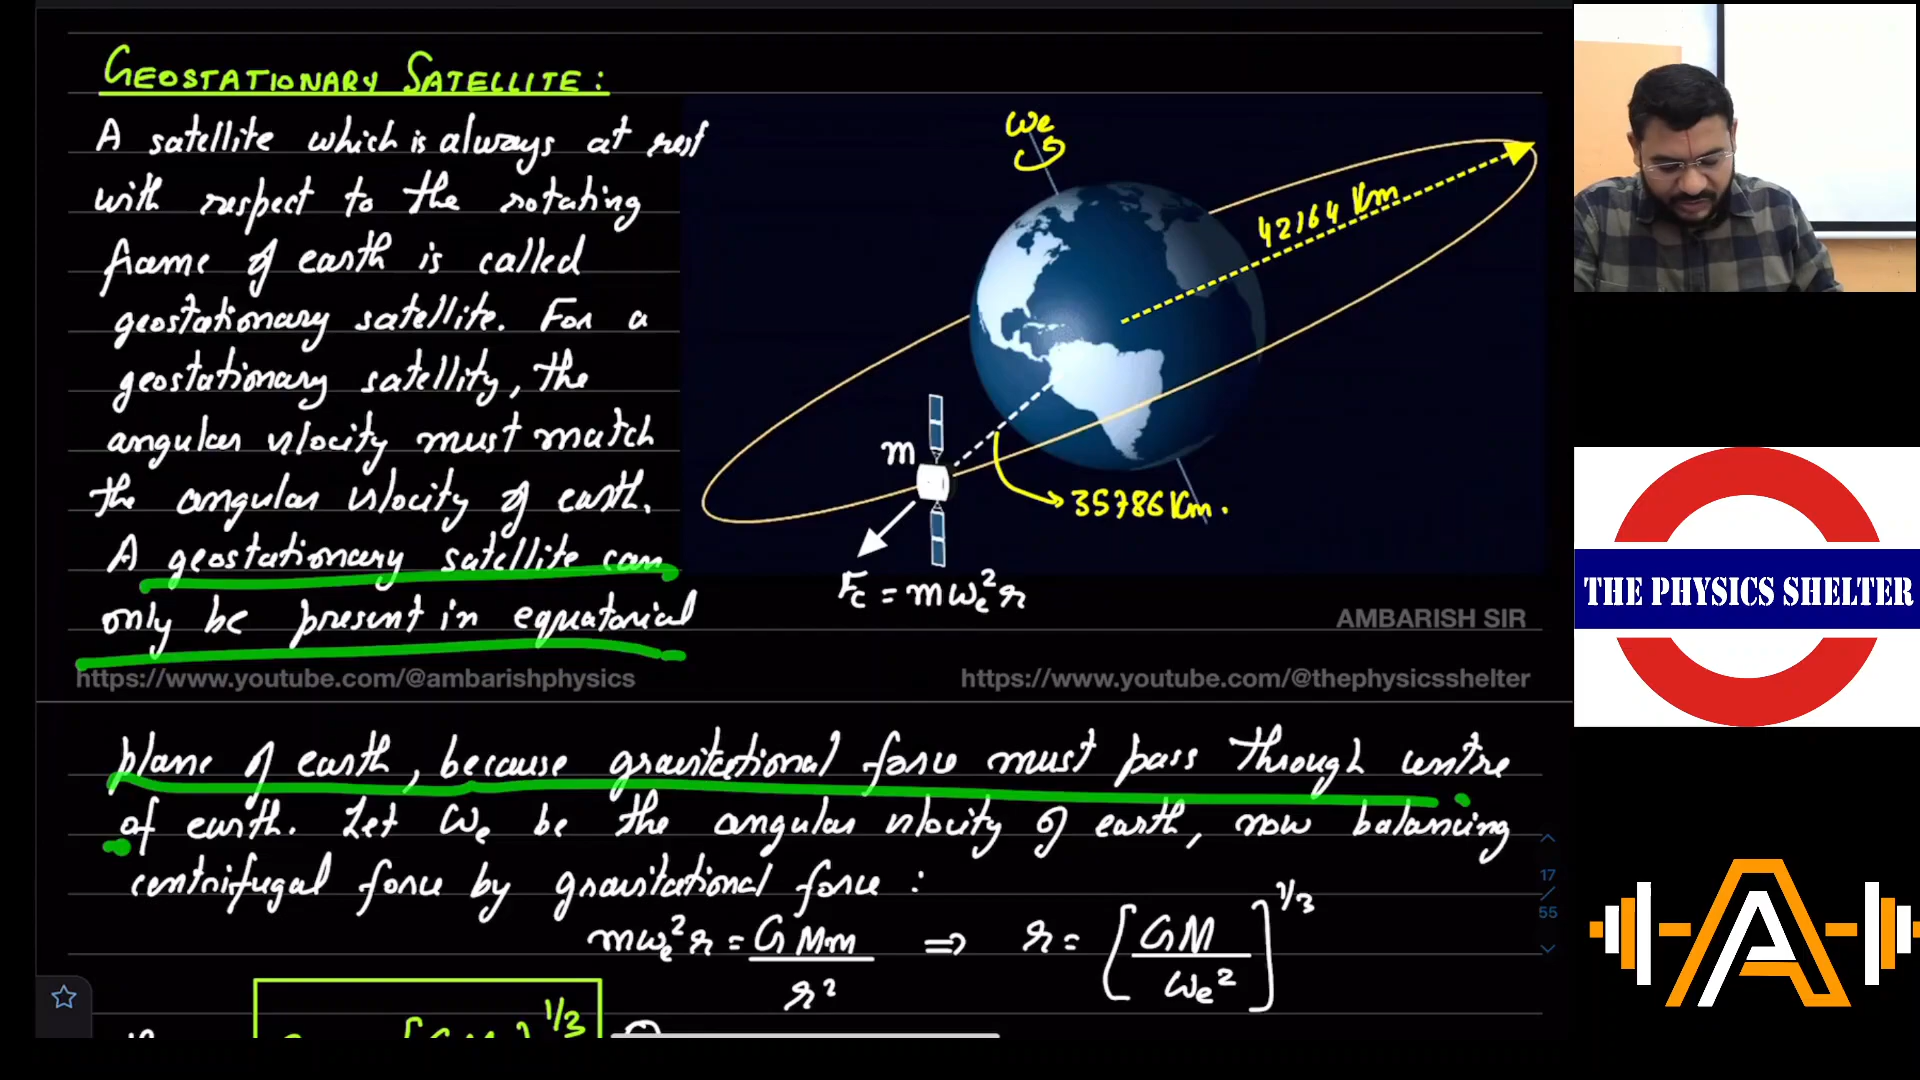 GEOSTATIONARY SATELLITE:
A satellite which is always at rest
with respect to the rotating
frame of earth is called
geostationary satellite. For a
geostationary satellity, the
angular velocity must match
the angular velocity of earth.
A geostationary satellite can
only be present in equatorial
ωe
42164 Km
m
35786 Km.
Fc = mωe²r
AMBARISH SIR
https://www.youtube.com/@ambarishphysics
https://www.youtube.com/@thephysicsshelter
plane of earth, because gravitational force must pass through centre
of earth. Let ωe be the angular velocity of earth, now balancing
centrifugal force by gravitational force :
mωe²r = GMm/r² ⇒ r = [GM/ωe²]^1/3
1/3
THE PHYSICS SHELTER
17
55